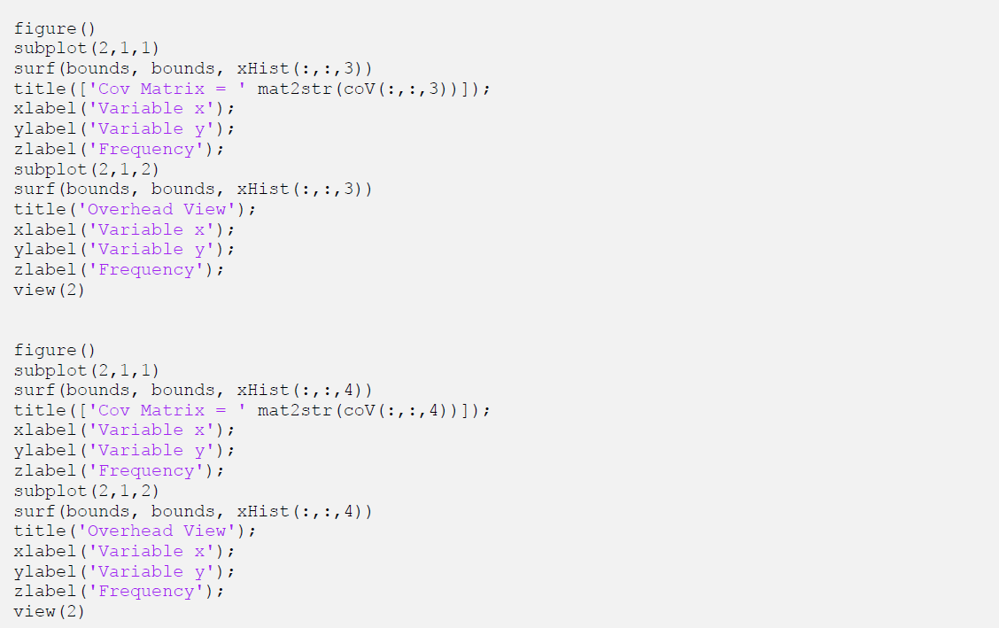 figure()
subplot(2,1,1)
surf(bounds, bounds, xHist(:,:,3))
title(['Cov Matrix = ' mat2str(coV(:,:,3))]);
xlabel('Variable x');
ylabel('Variable y');
zlabel('Frequency');
subplot(2,1,2)
surf(bounds, bounds, xHist(:,:,3))
title('Overhead View');
xlabel('Variable x');
ylabel('Variable y');
zlabel('Frequency');
view(2)
figure()
subplot(2,1,1)
surf(bounds, bounds, xHist(:,:,4))
title(['Cov Matrix = ' mat2str(coV(:,:,4))]);
xlabel('Variable x');
ylabel('Variable y');
zlabel('Frequency');
subplot(2,1,2)
surf(bounds, bounds, xHist(:,:,4))
title('Overhead View');
xlabel('Variable x');
ylabel('Variable y');
zlabel('Frequency');
view(2)